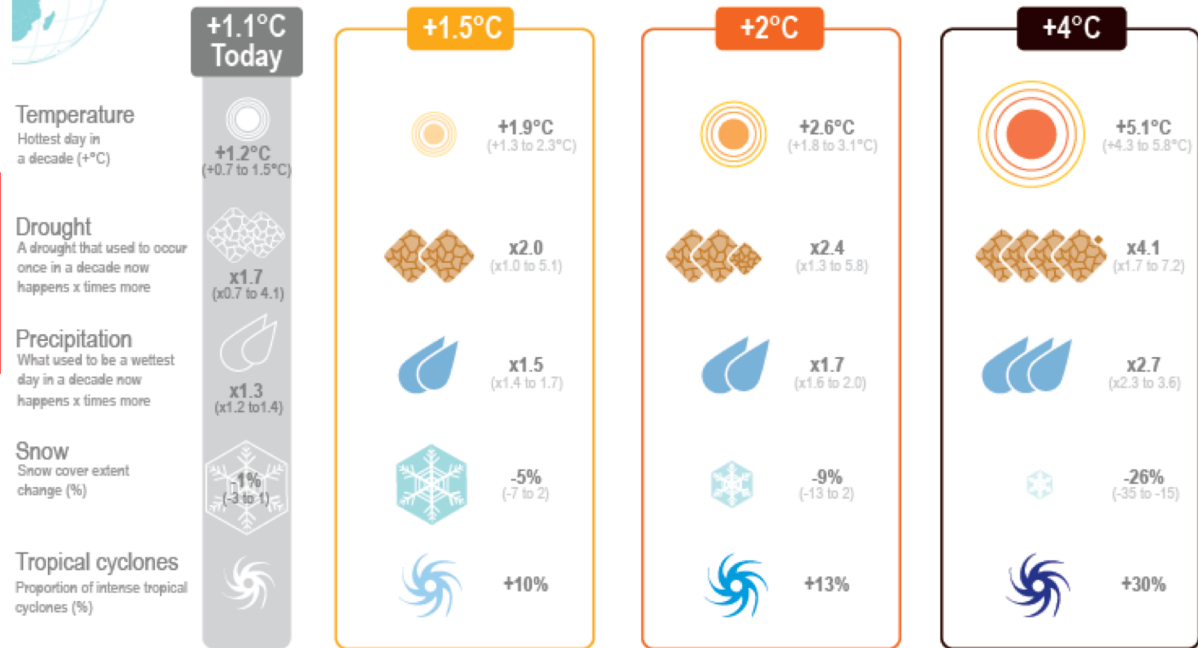 +1.1°C
Today
+1.5°C
+2°C
+4°C
Temperature
Hottest day in
a decade (+°C)
+1.2°C
(+0.7 to 1.5°C)
+1.9°C
(+1.3 to 2.3°C)
+2.6°C
(+1.8 to 3.1°C)
+5.1°C
(+4.3 to 5.8°C)
Drought
A drought that used to occur
once in a decade now
happens x times more
x1.7
(x0.7 to 4.1)
x2.0
(x1.0 to 5.1)
x2.4
(x1.3 to 5.8)
x4.1
(x1.7 to 7.2)
Precipitation
What used to be a wettest
day in a decade now
happens x times more
x1.3
(x1.2 to1.4)
x1.5
(x1.4 to 1.7)
x1.7
(x1.6 to 2.0)
x2.7
(x2.3 to 3.6)
Snow
Snow cover extent
change (%)
-1%
(-3 to 1)
-5%
(-7 to 2)
-9%
(-13 to 2)
-26%
(-35 to -15)
Tropical cyclones
Proportion of intense tropical
cyclones (%)
+10%
+13%
+30%